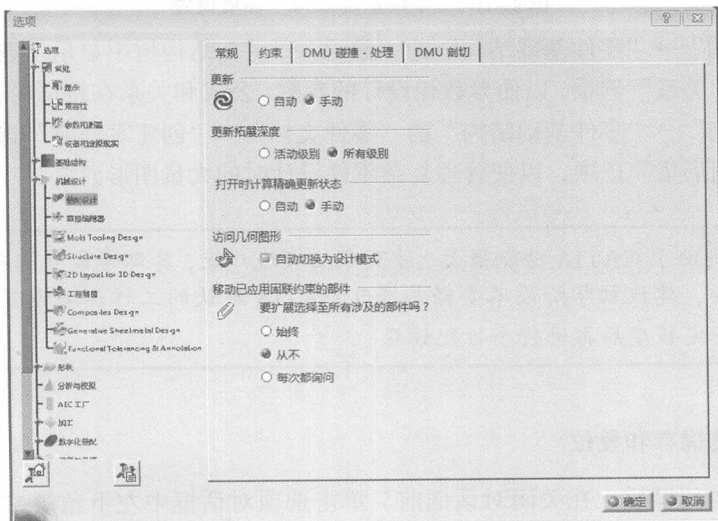 选项
常规
约束
DMU 碰撞 - 处理
DMU 剖切
更新
自动
手动
更新拓展深度
活动级别
所有级别
打开时计算精确更新状态
自动
手动
访问几何图形
自动切换为设计模式
移动已应用固联约束的部件
要扩展选择至所有涉及的部件吗？
始终
从不
每次都询问
选项
常规
显示
兼容性
参数和测量
设备和虚拟现实
基础结构
机械设计
装配设计
草图编辑器
Mold Tooling Design
Structure Design
2D Layout for 3D Design
工程制图
Composites Design
Generative Sheetmetal Design
Functional Tolerancing & Annotation
形状
分析与模拟
AEC 工厂
加工
数字化装配
确定
取消